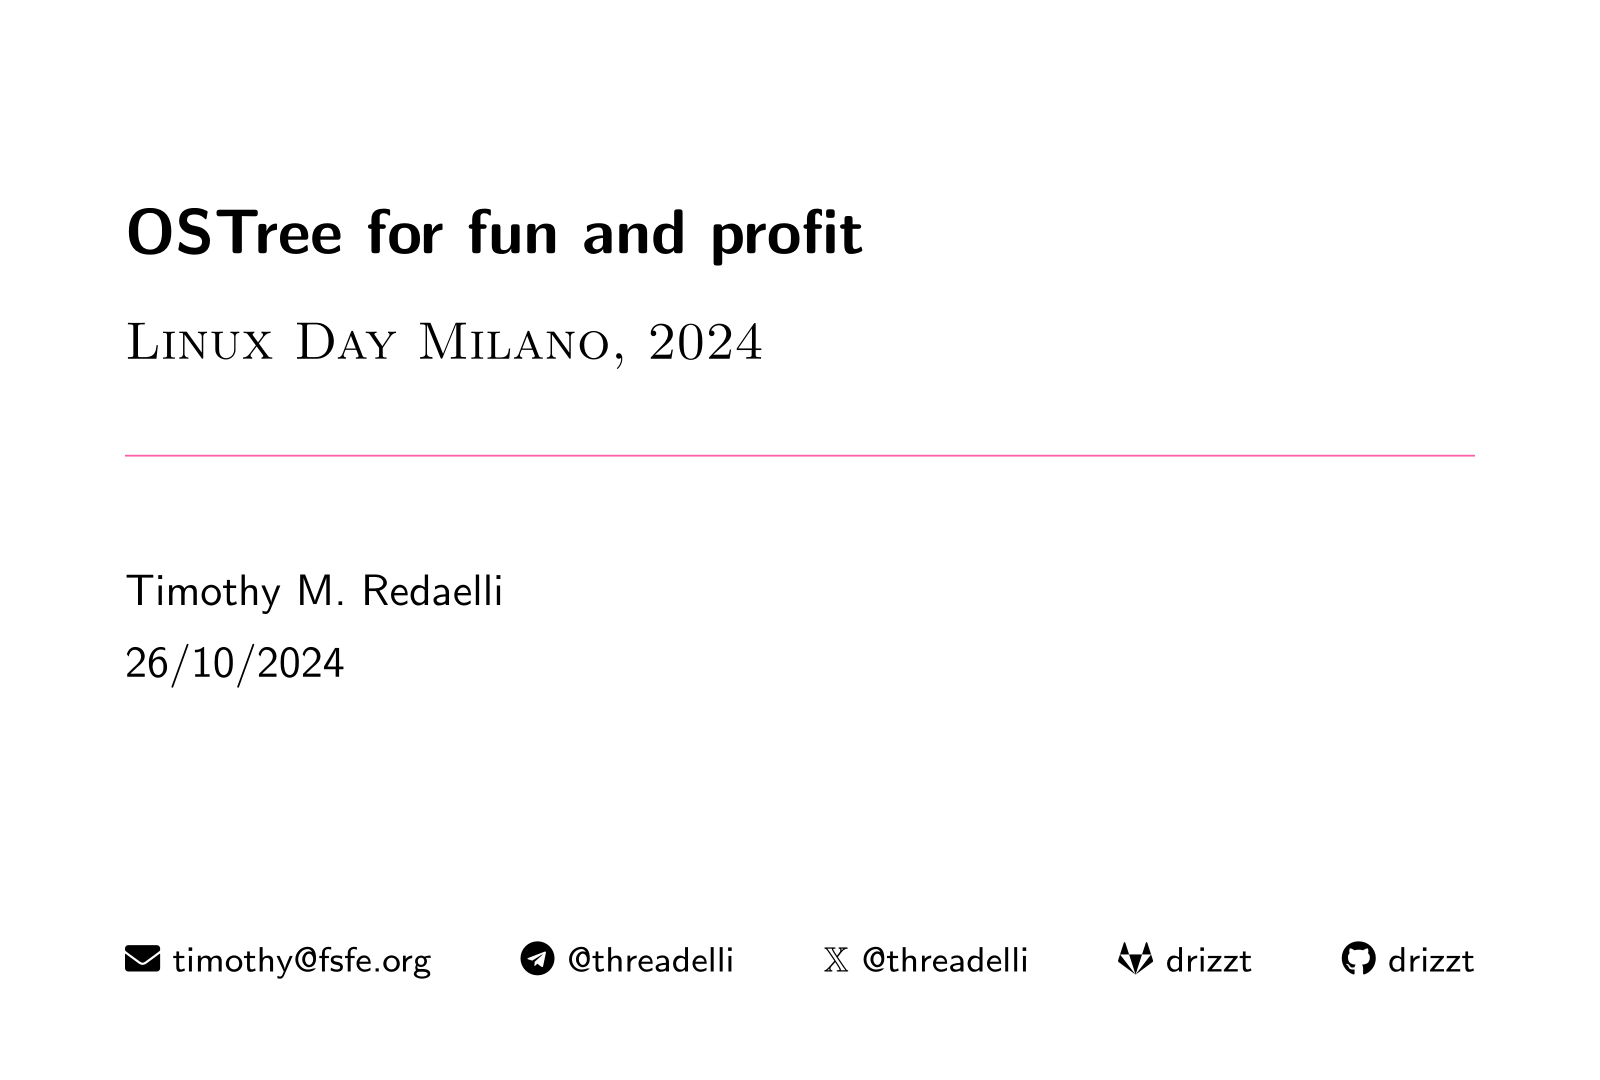 OSTree for fun and profit
Linux Day Milano, 2024
Timothy M. Redaelli
26/10/2024
timothy@fsfe.org @threadelli 𝕏 @threadelli drizzt drizzt